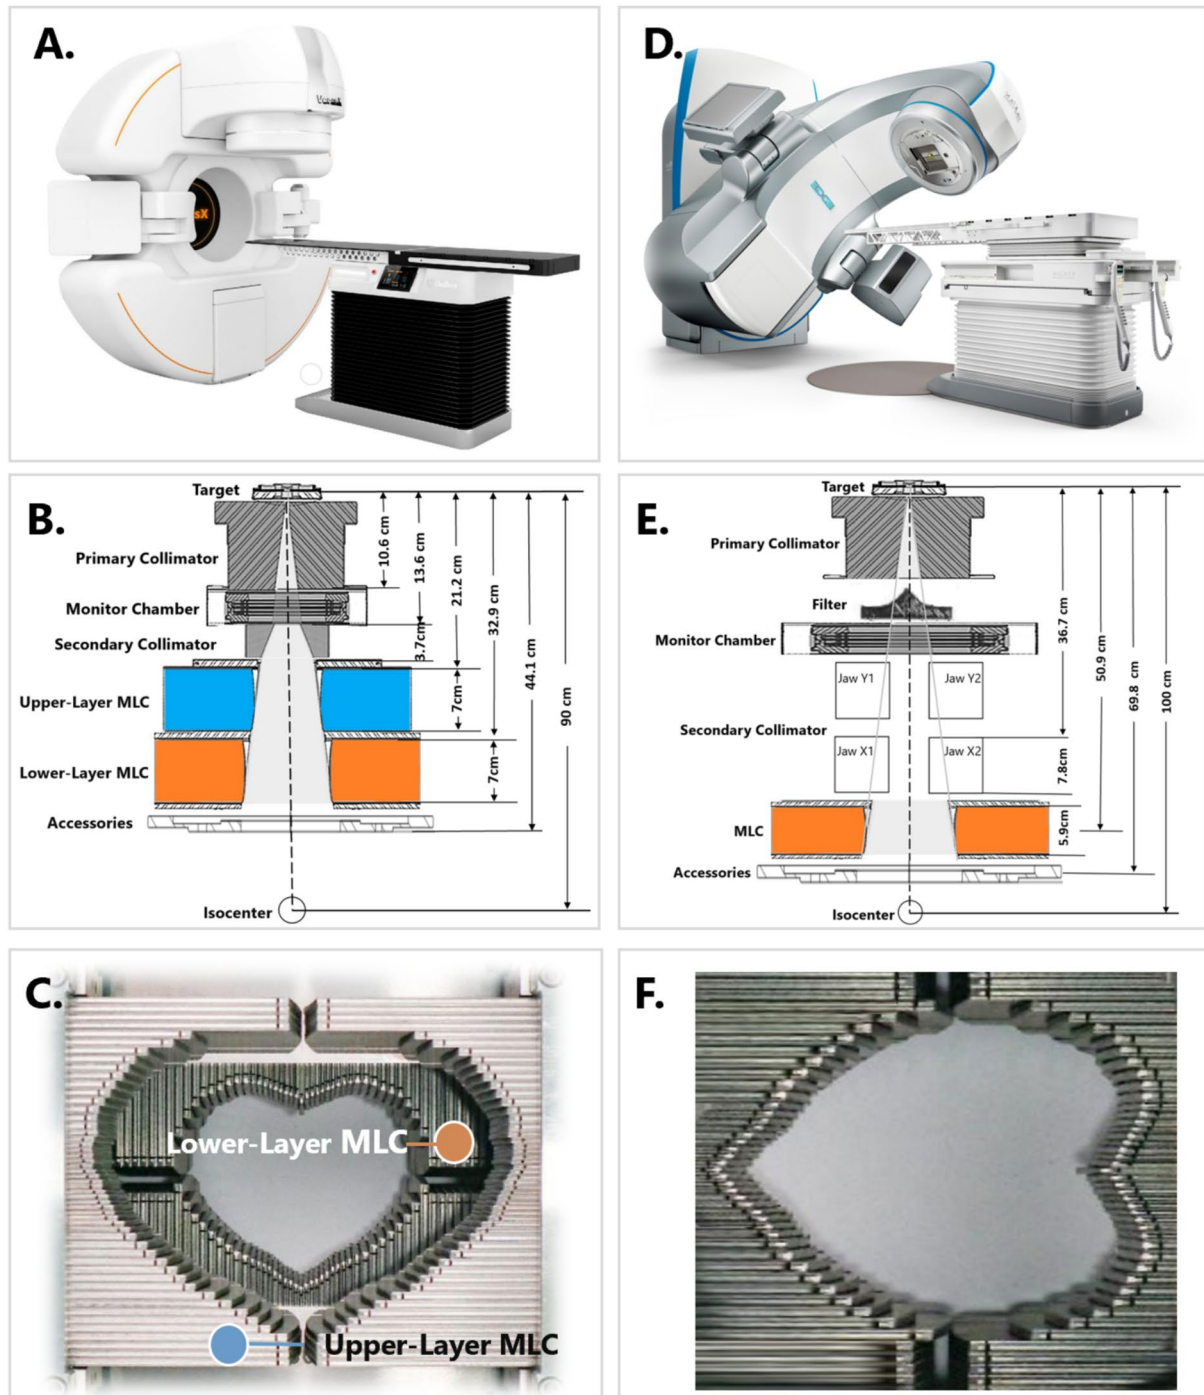 A.
sX
D.
EDGE
B.
Target
Primary Collimator
Monitor Chamber
Secondary Collimator
Upper-Layer MLC
Lower-Layer MLC
Accessories
Isocenter
10.6 cm
13.6 cm
3.7cm
21.2 cm
7cm
32.9 cm
7cm
44.1 cm
90 cm
E.
Target
Primary Collimator
Filter
Monitor Chamber
Jaw Y1
Jaw Y2
Secondary Collimator
Jaw X1
Jaw X2
MLC
Accessories
Isocenter
36.7 cm
7.8cm
5.9cm
50.9 cm
69.8 cm
100 cm
C.
Lower-Layer MLC
Upper-Layer MLC
F.